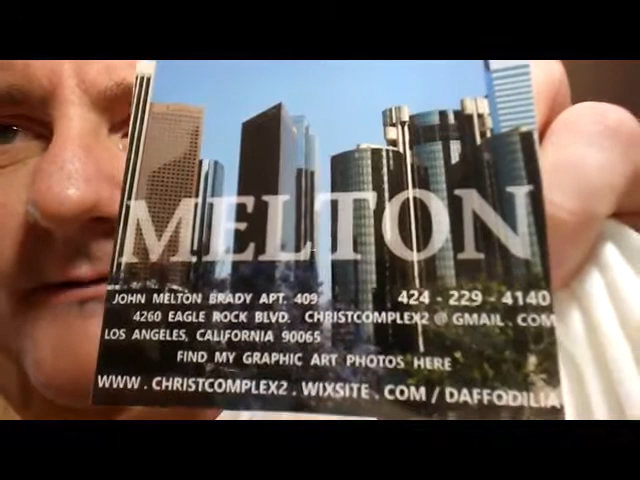 MELTON
JOHN MELTON BRADY APT. 409 424 - 229 - 4140
4260 EAGLE ROCK BLVD. CHRISTCOMPLEX2 @ GMAIL . COM
LOS ANGELES, CALIFORNIA 90065
FIND MY GRAPHIC ART PHOTOS HERE
WWW . CHRISTCOMPLEX2 . WIXSITE . COM / DAFFODILIA